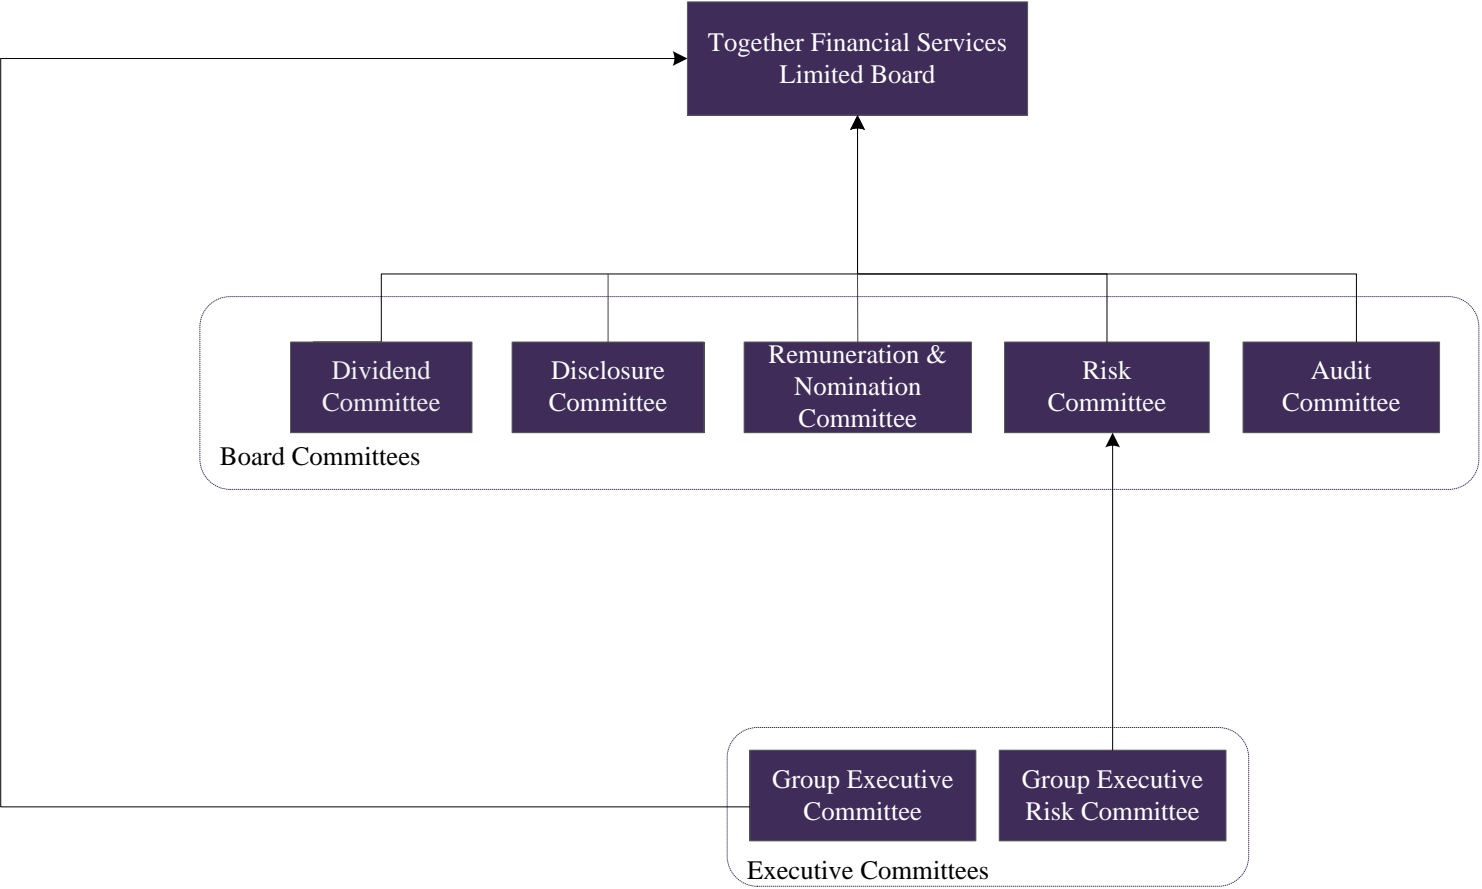 Together Financial Services
Limited Board
Dividend
Committee
Disclosure
Committee
Remuneration &
Nomination
Committee
Risk
Committee
Audit
Committee
Board Committees
Group Executive
Committee
Group Executive
Risk Committee
Executive Committees